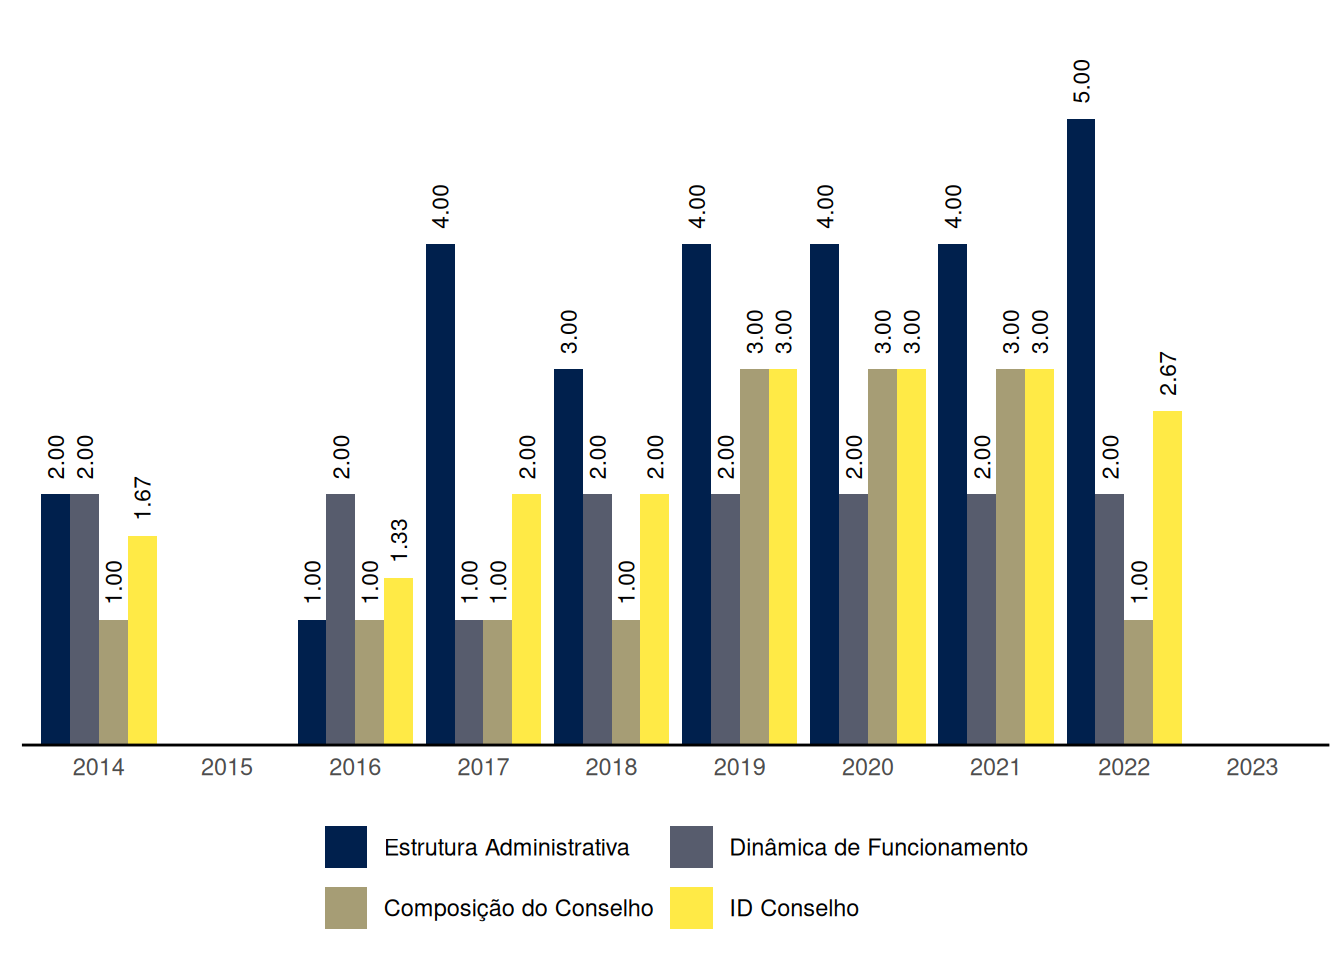 5.00
4.00 4.00 4.00 4.00
3.00 3.00 3.00 3.00 3.00 3.00 3.00
2.67
2.00 2.00 2.00 2.00 2.00 2.00 2.00 2.00 2.00 2.00
1.67
1.33
1.00 1.00 1.00 1.00 1.00 1.00 1.00
2014 2015 2016 2017 2018 2019 2020 2021 2022 2023
Estrutura Administrativa Dinâmica de Funcionamento
Composição do Conselho ID Conselho